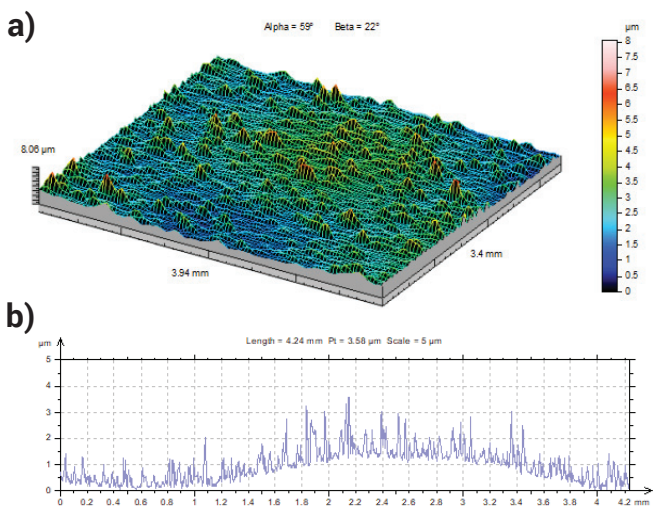 a)
Alpha = 59° Beta = 22°
µm
8
7.5
7
6.5
6
5.5
5
4.5
4
3.5
3
2.5
2
1.5
1
0.5
0
8.06 µm
3.94 mm
3.4 mm
b)
Length = 4.24 mm Pt = 3.58 µm Scale = 5 µm
µm
5
4
3
2
1
0
0 0.2 0.4 0.6 0.8 1 1.2 1.4 1.6 1.8 2 2.2 2.4 2.6 2.8 3 3.2 3.4 3.6 3.8 4 4.2 mm